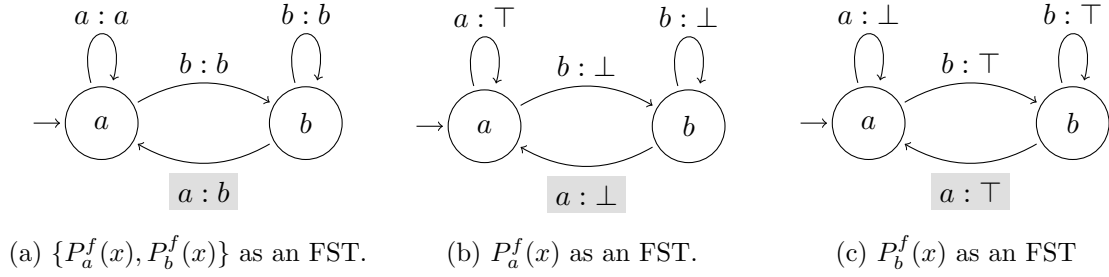 a : a b : b a : ⊤ b : ⊥ a : ⊥ b : ⊤
b : b b : ⊥ b : ⊤
a b a b a b
a : b a : ⊥ a : ⊤
(a) {P_a^f(x), P_b^f(x)} as an FST. (b) P_a^f(x) as an FST. (c) P_b^f(x) as an FST